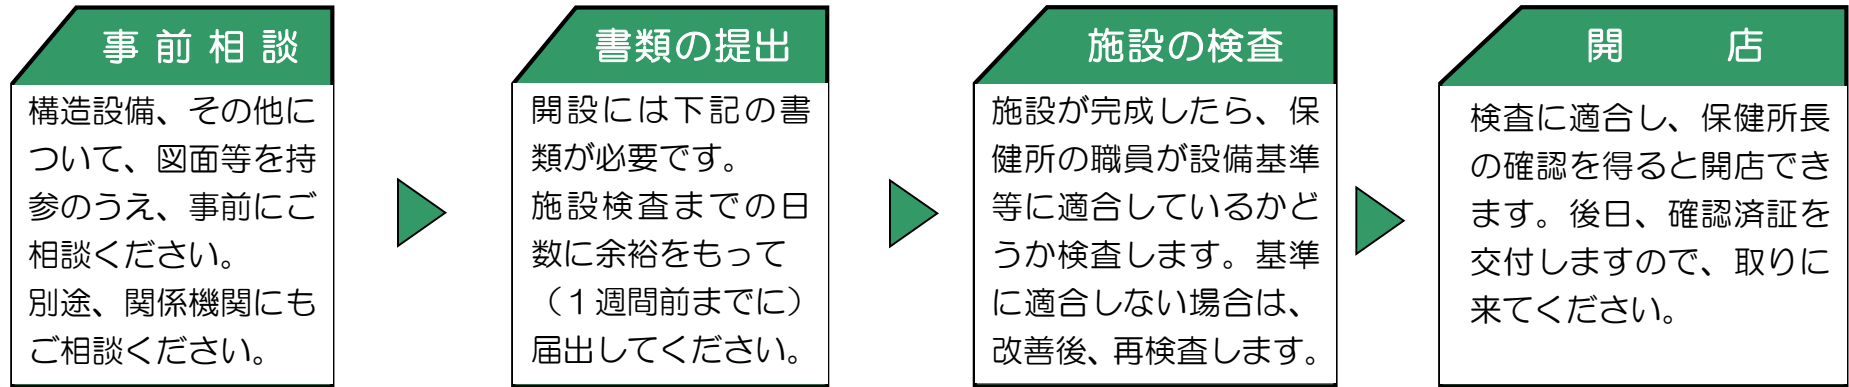 事前相談
構造設備、その他に
ついて、図面等を持
参のうえ、事前にご
相談ください。
別途、関係機関にも
ご相談ください。
書類の提出
開設には下記の書
類が必要です。
施設検査までの日
数に余裕をもって
（１週間前までに）
届出してください。
施設の検査
施設が完成したら、保
健所の職員が設備基準
等に適合しているかど
うか検査します。基準
に適合しない場合は、
改善後、再検査します。
開店
検査に適合し、保健所長
の確認を得ると開店でき
ます。後日、確認済証を
交付しますので、取りに
来てください。